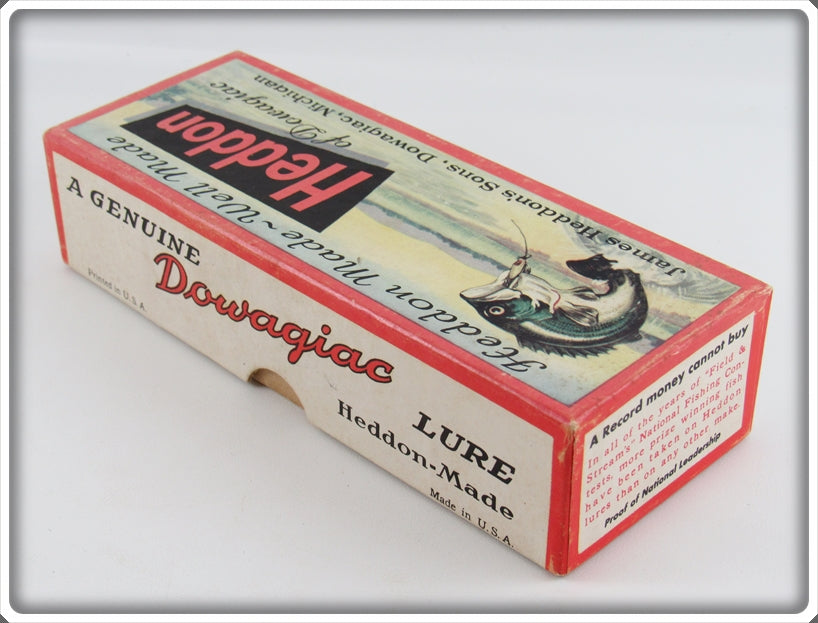 Heddon Made ~ Well Made
Heddon
of Dowagiac
James Heddon's Sons, Dowagiac, Michigan
A GENUINE
Dowagiac
LURE
Heddon-Made
Printed in U.S.A.
Made in U.S.A.
A Record money cannot buy
In all of the years of "Field &
Stream's" National Fishing Con-
tests, more prize winning fish
have been taken on Heddon
lures than on any other make.
Proof of National Leadership